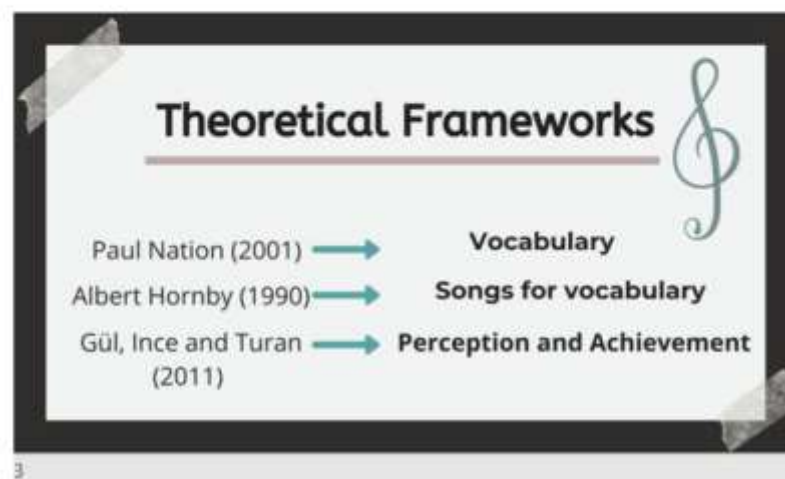 Theoretical Frameworks
Paul Nation (2001) Vocabulary
Albert Hornby (1990) Songs for vocabulary
Gül, Ince and Turan Perception and Achievement
(2011)
3